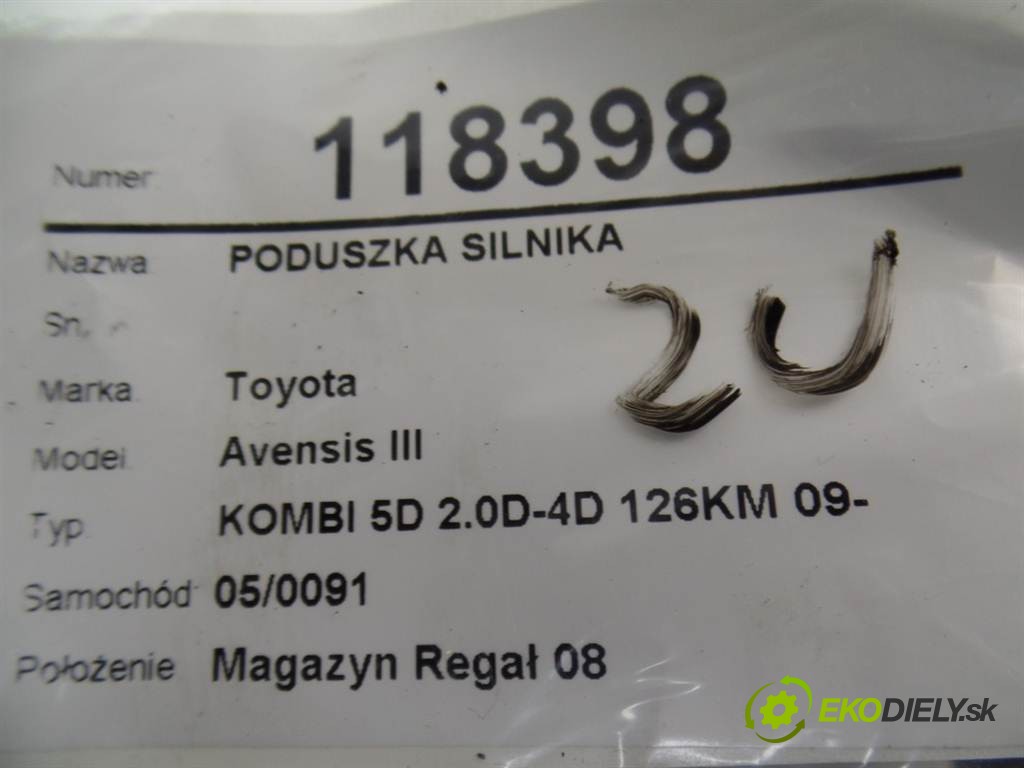 Numer 118398
Nazwa PODUSZKA SILNIKA
Sn.
Marka Toyota
Model Avensis III
Typ KOMBI 5D 2.0D-4D 126KM 09-
Samochód 05/0091
Położenie Magazyn Regał 08
EKODIELY.sk